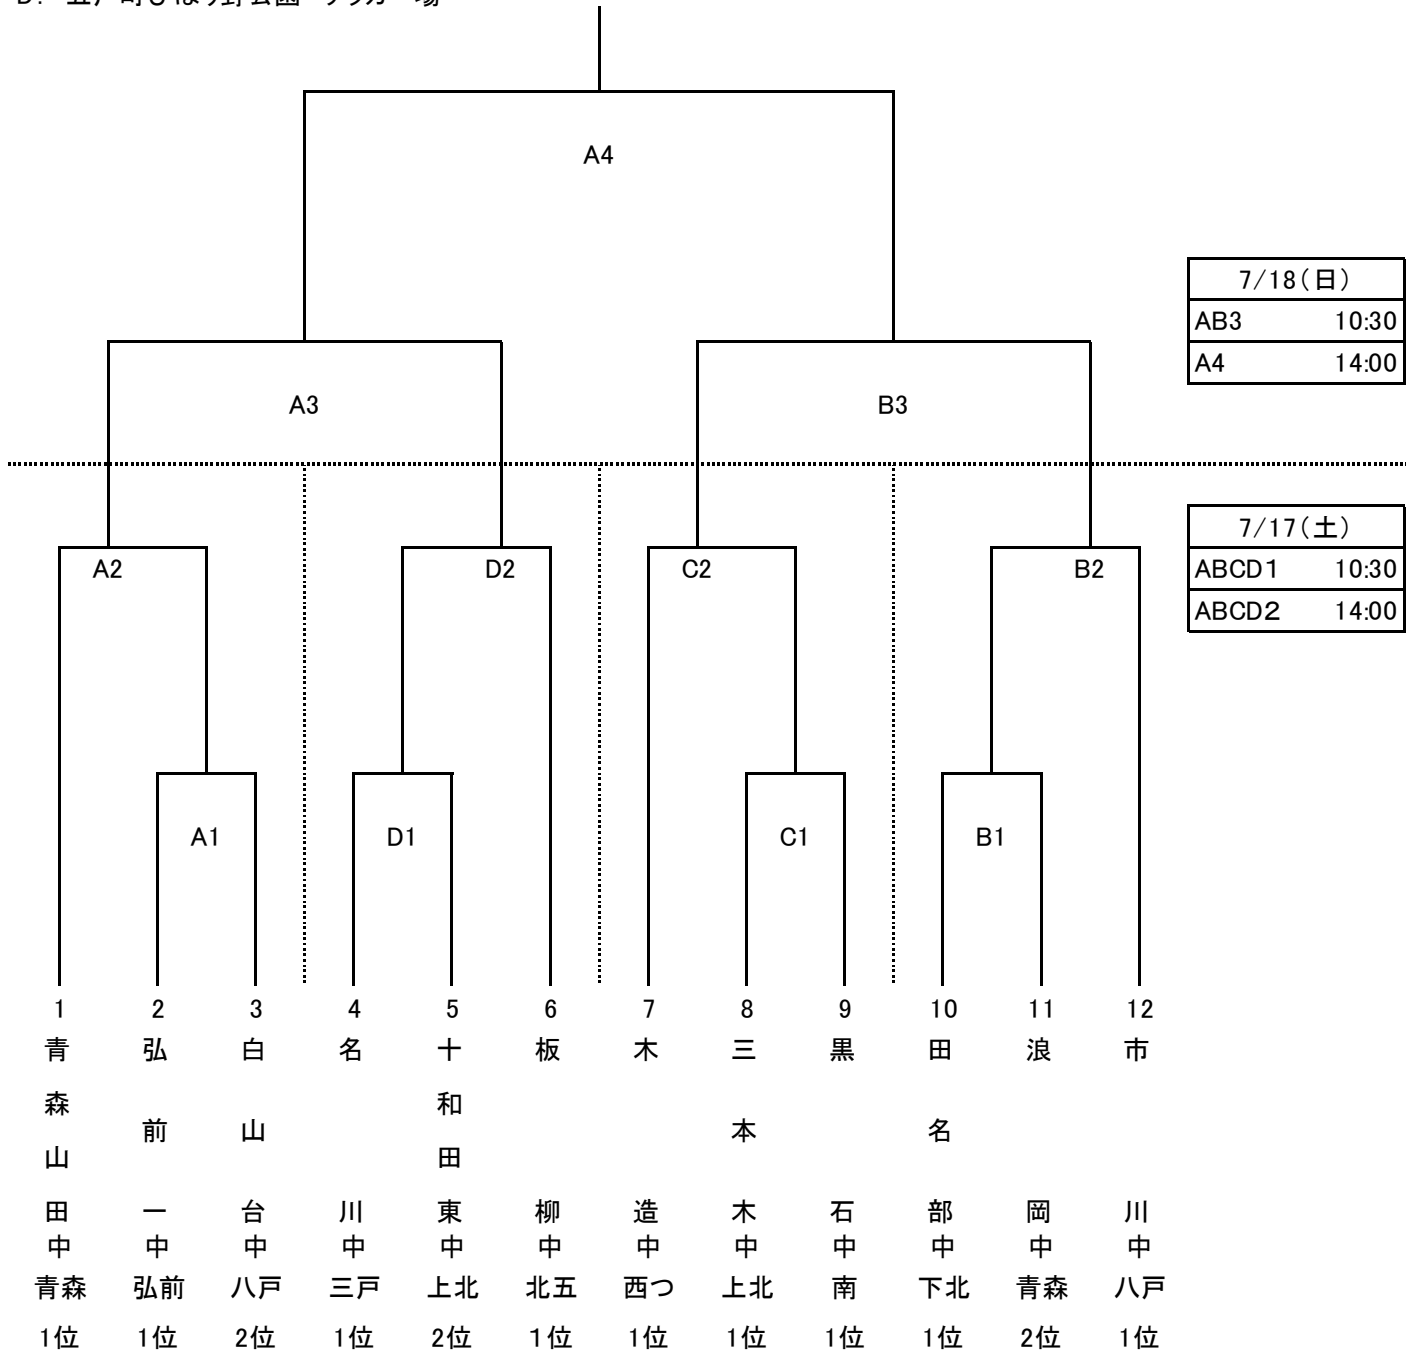 A4
7/18(日)
AB3 10:30
A4 14:00
A3 B3
7/17(土)
ABCD1 10:30
ABCD2 14:00
A2 D2 C2 B2
A1 D1 C1 B1
1 2 3 4 5 6 7 8 9 10 11 12
青森山田中
弘前一中
白山台中
名川中
十和田東中
板柳中
木造中
三本木中
黒石中
田名部中
浪岡中
市川中
青森 弘前 八戸 三戸 上北 北五 西つ 上北 南 下北 青森 八戸
1位 1位 2位 1位 2位 1位 1位 1位 1位 1位 2位 1位